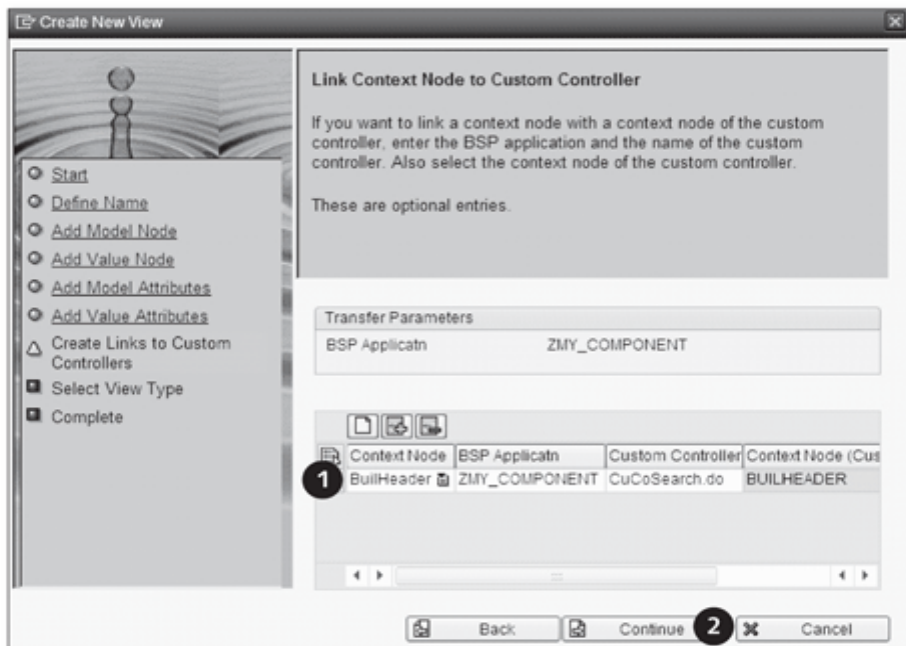 Create New View
Start
Define Name
Add Model Node
Add Value Node
Add Model Attributes
Add Value Attributes
Create Links to Custom
Controllers
Select View Type
Complete
Link Context Node to Custom Controller
If you want to link a context node with a context node of the custom
controller, enter the BSP application and the name of the custom
controller. Also select the context node of the custom controller.
These are optional entries.
Transfer Parameters
BSP Applicatn ZMY_COMPONENT
Context Node BSP Applicatn Custom Controller Context Node (Cus
1 BuilHeader ZMY_COMPONENT CuCoSearch.do BUILHEADER
Back Continue 2 Cancel